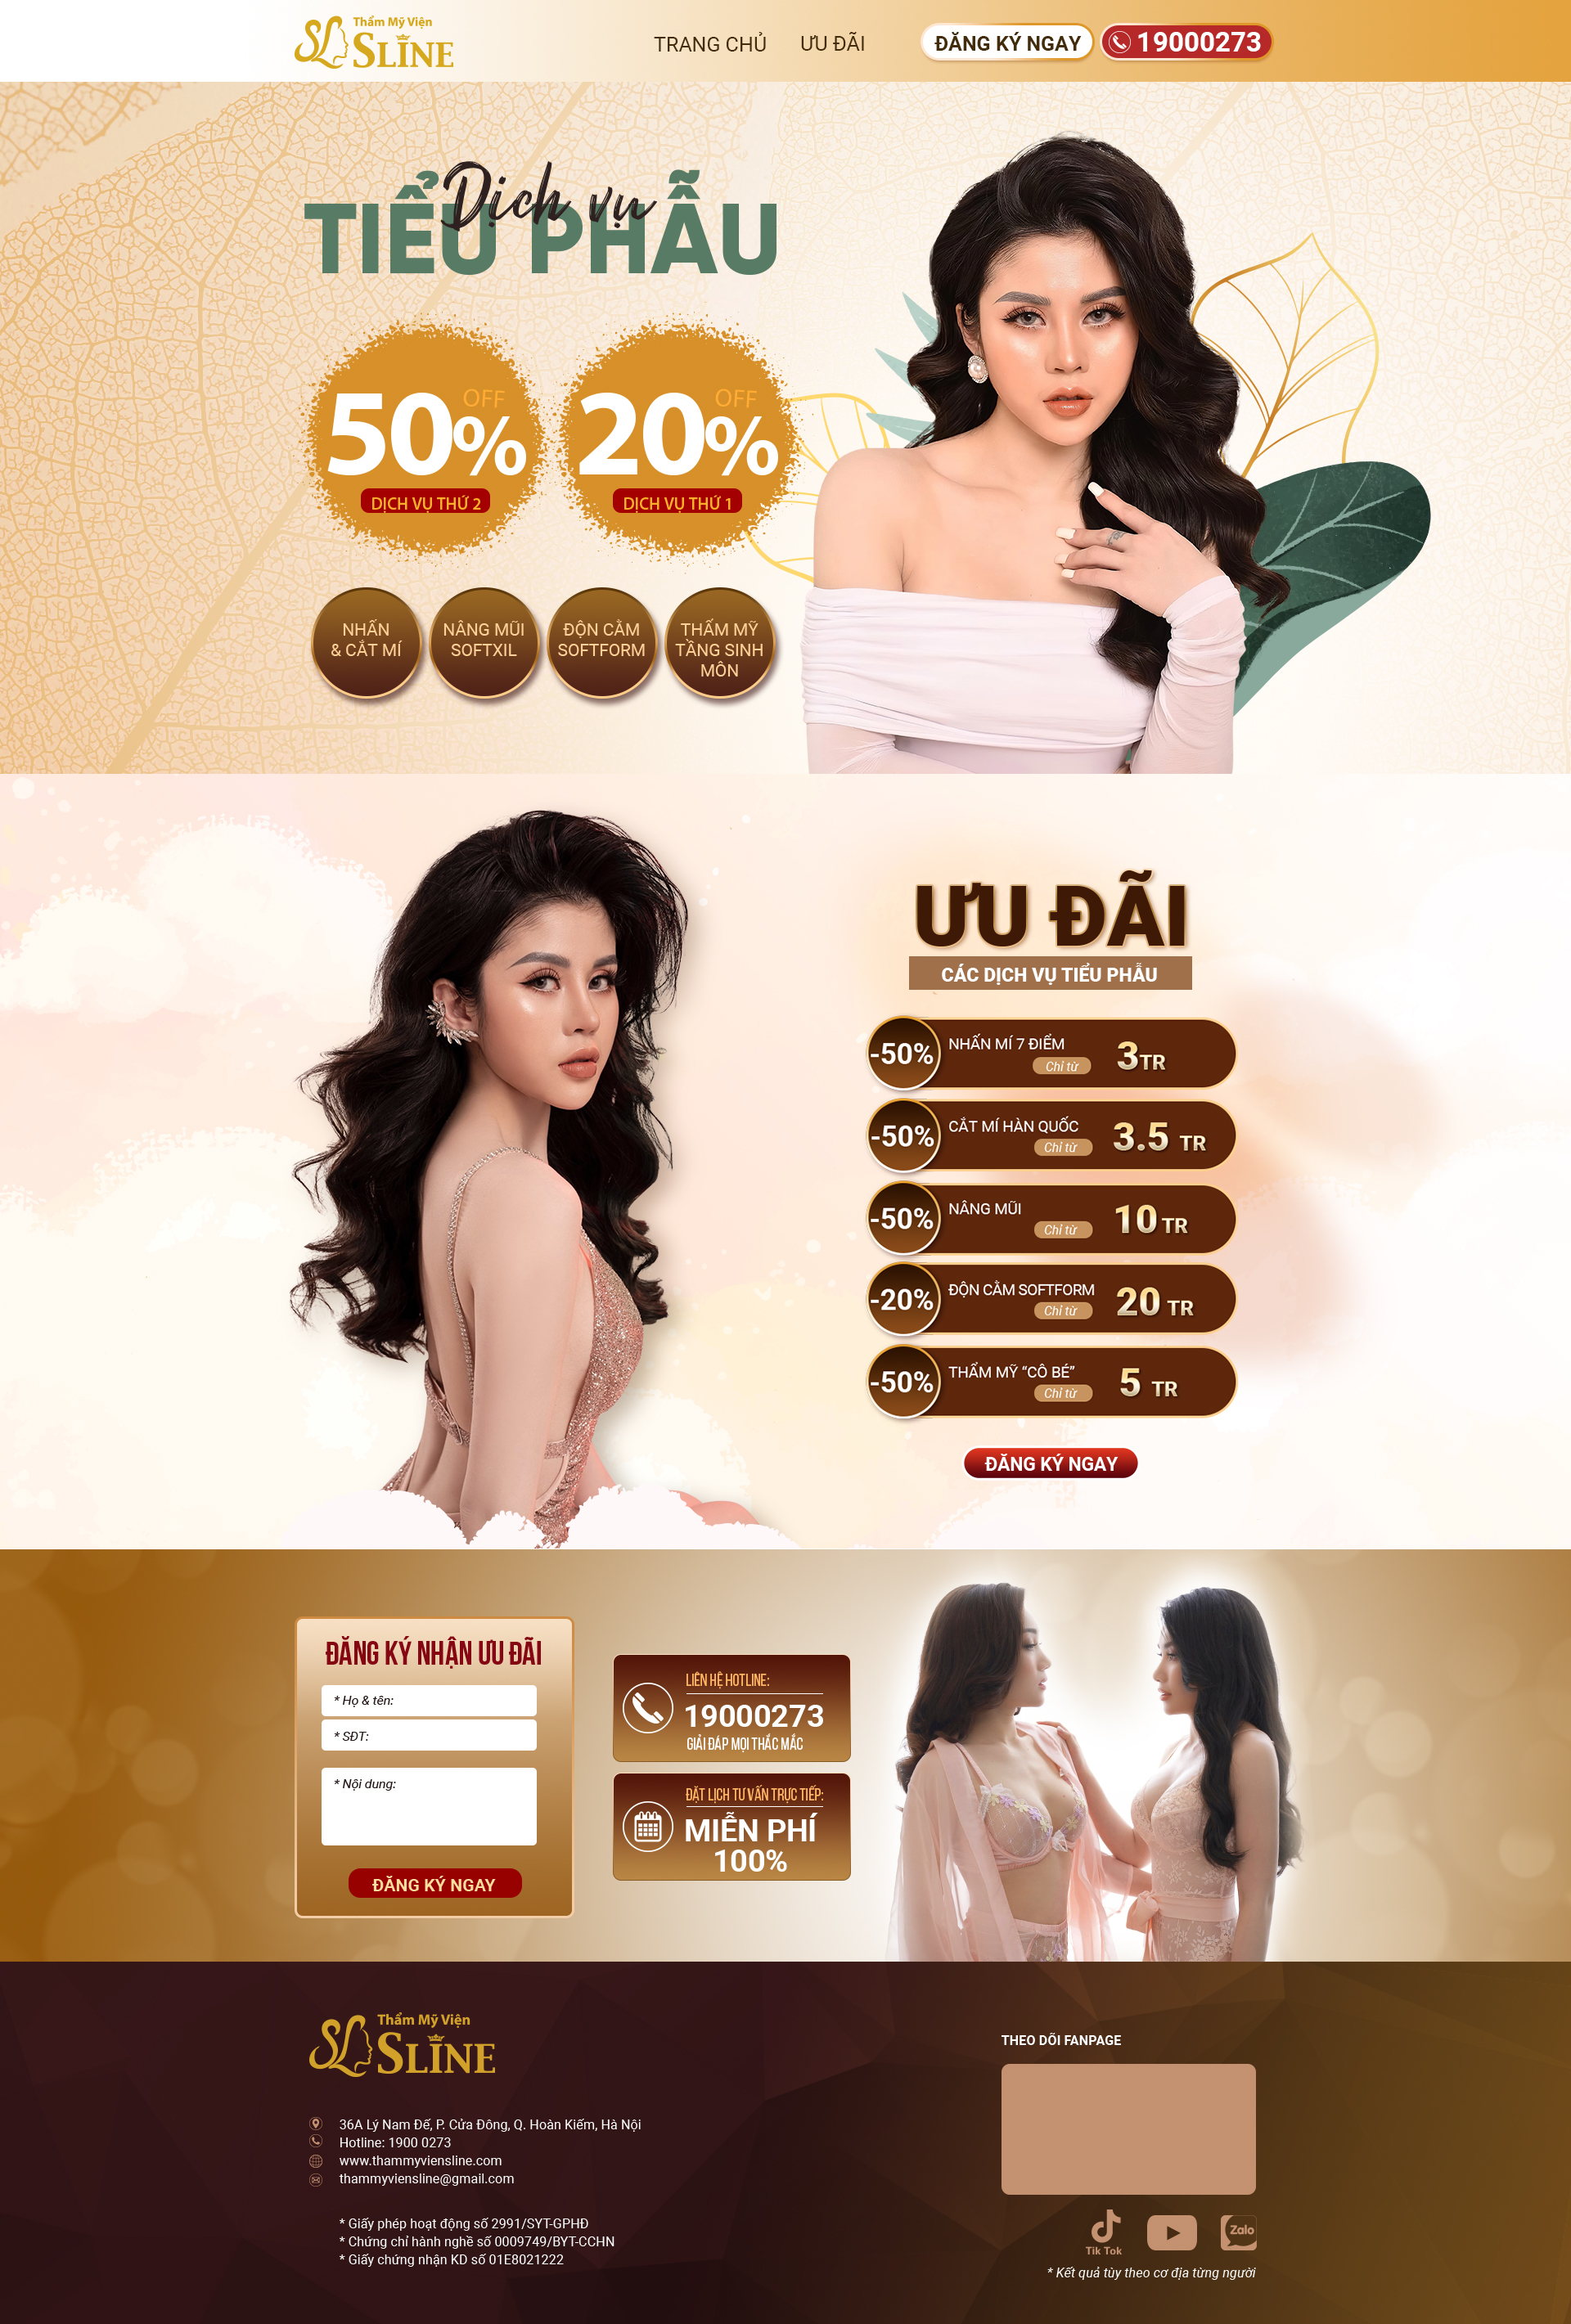 Thẩm Mỹ Viện
SLINE
TRANG CHỦ
ƯU ĐÃI
ĐĂNG KÝ NGAY
19000273
Dịch vụ
TIỂU PHẪU
50% OFF
DỊCH VỤ THỨ 2
20% OFF
DỊCH VỤ THỨ 1
NHẤN
& CẮT MÍ
NÂNG MŨI
SOFTXIL
ĐỘN CẰM
SOFTFORM
THẨM MỸ
TẦNG SINH
MÔN
ƯU ĐÃI
CÁC DỊCH VỤ TIỂU PHẪU
-50%
NHẤN MÍ 7 ĐIỂM
Chỉ từ
3TR
-50%
CẮT MÍ HÀN QUỐC
Chỉ từ
3.5 TR
-50%
NÂNG MŨI
Chỉ từ
10 TR
-20%
ĐỘN CẰM SOFTFORM
Chỉ từ
20 TR
-50%
THẨM MỸ “CÔ BÉ”
Chỉ từ
5 TR
ĐĂNG KÝ NGAY
ĐĂNG KÝ NHẬN ƯU ĐÃI
* Họ & tên:
* SĐT:
* Nội dung:
ĐĂNG KÝ NGAY
LIÊN HỆ HOTLINE:
19000273
GIẢI ĐÁP MỌI THẮC MẮC
ĐẶT LỊCH TƯ VẤN TRỰC TIẾP:
MIỄN PHÍ
100%
Thẩm Mỹ Viện
SLINE
36A Lý Nam Đế, P. Cửa Đông, Q. Hoàn Kiếm, Hà Nội
Hotline: 1900 0273
www.thammyviensline.com
thammyviensline@gmail.com
* Giấy phép hoạt động số 2991/SYT-GPHĐ
* Chứng chỉ hành nghề số 0009749/BYT-CCHN
* Giấy chứng nhận KD số 01E8021222
THEO DÕI FANPAGE
Tik Tok
Zalo
* Kết quả tùy theo cơ địa từng người